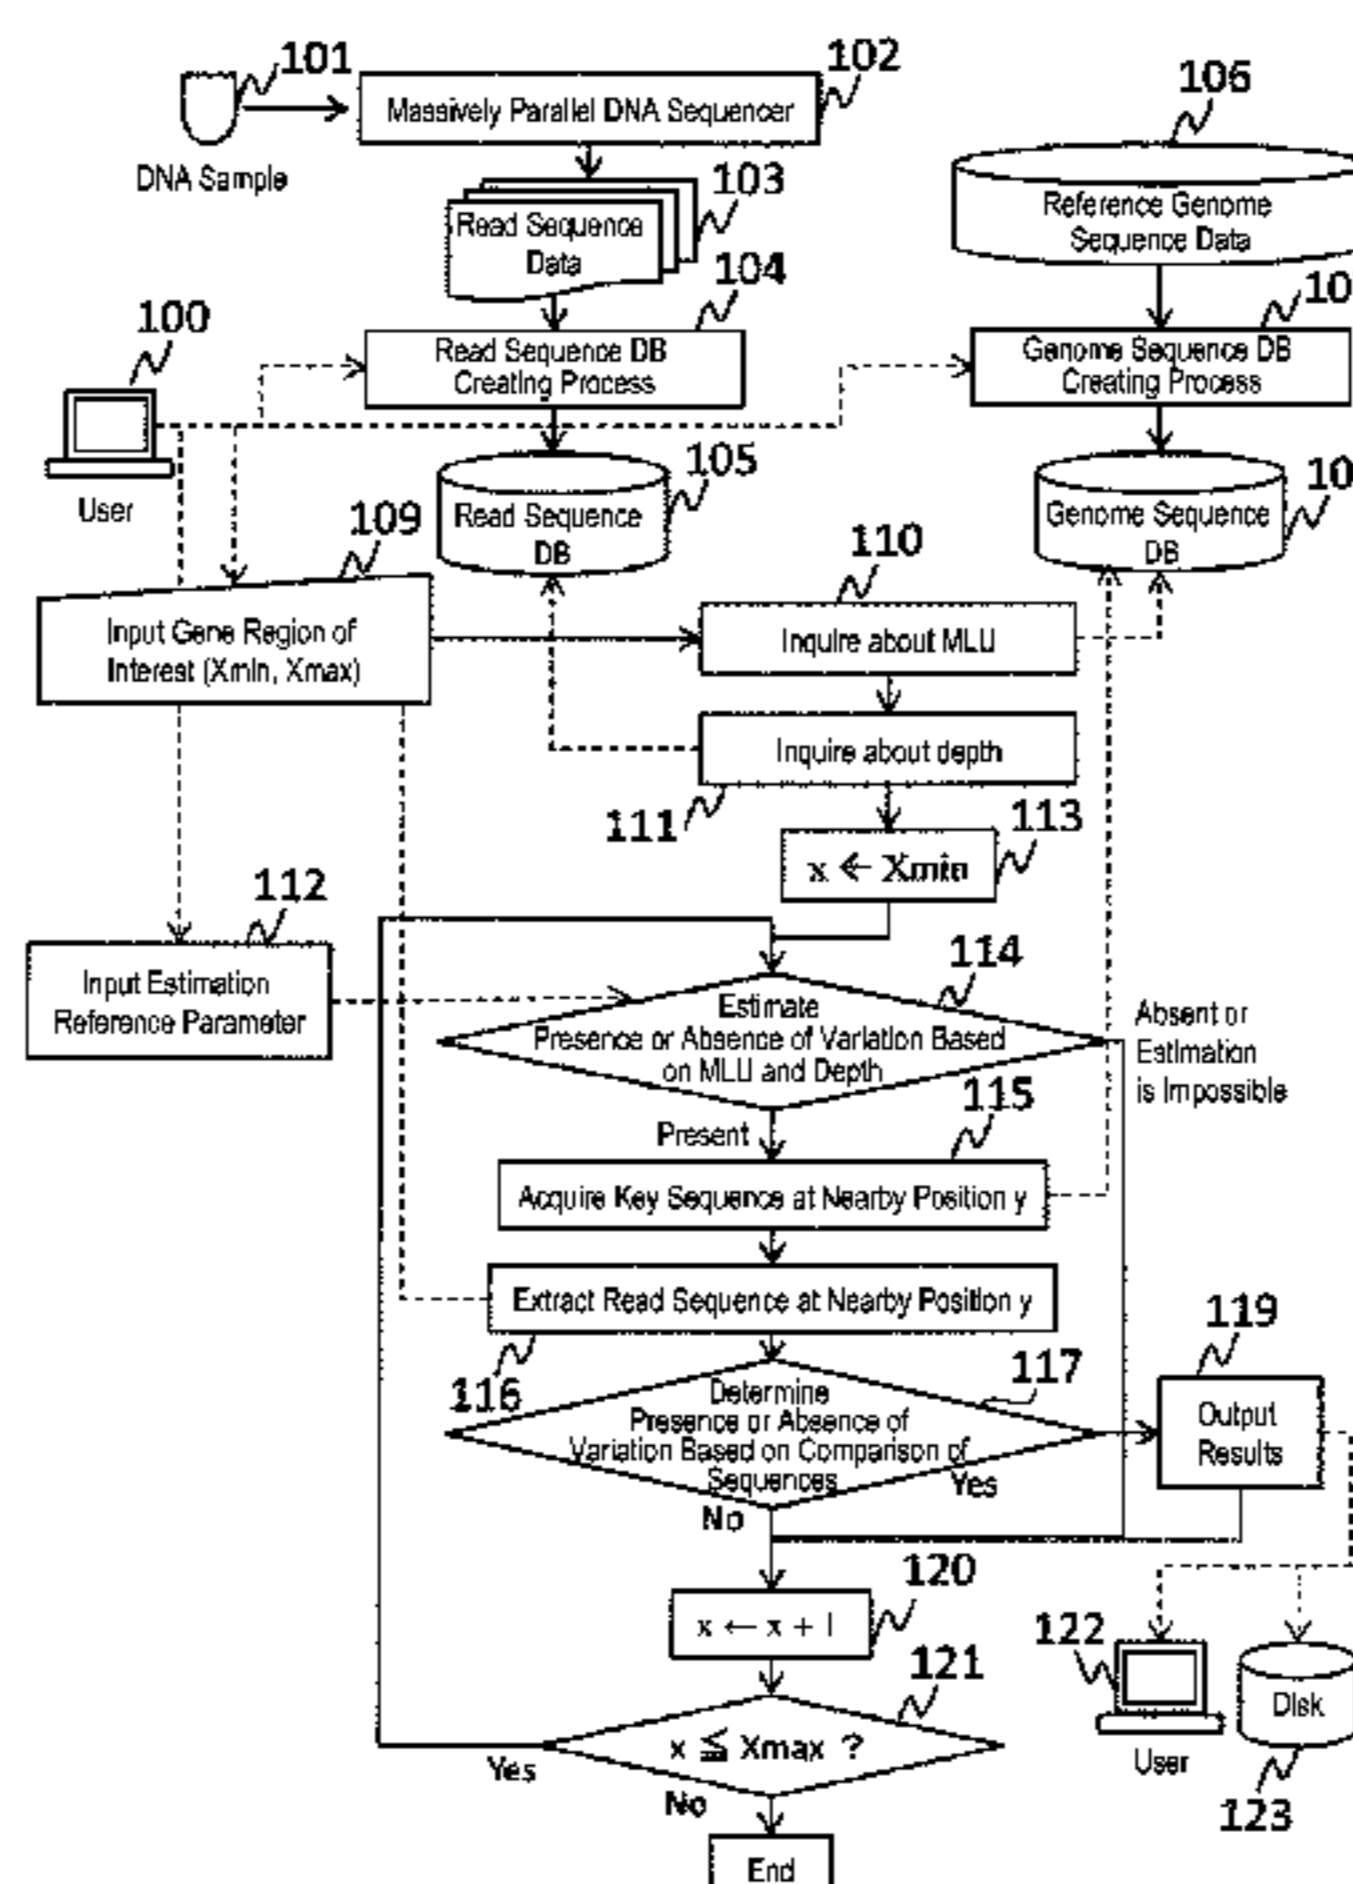 101
102
Massively Parallel DNA Sequencer
106
DNA Sample
103
Read Sequence
Data
Reference Genome
Sequence Data
104
100
10
Read Sequence DB
Creating Process
Genome Sequence DB
Creating Process
105
10
User
109
Read Sequence
DB
Genome Sequence
DB
110
Input Gene Region of
Interest (Xmin, Xmax)
Inquire about MLU
Inquire about depth
111
113
x ← Xmin
112
Input Estimation
Reference Parameter
114
Estimate
Presence or Absence of Variation Based
on MLU and Depth
Absent or
Estimation
is Impossible
115
Present
Acquire Key Sequence at Nearby Position y
Extract Read Sequence at Nearby Position y
116
117
119
Determine
Presence or Absence of
Variation Based on Comparison of
Sequences
Yes
No
Output
Results
120
x ← x + 1
122
121
Disk
User
123
x ≦ Xmax ?
Yes
No
End